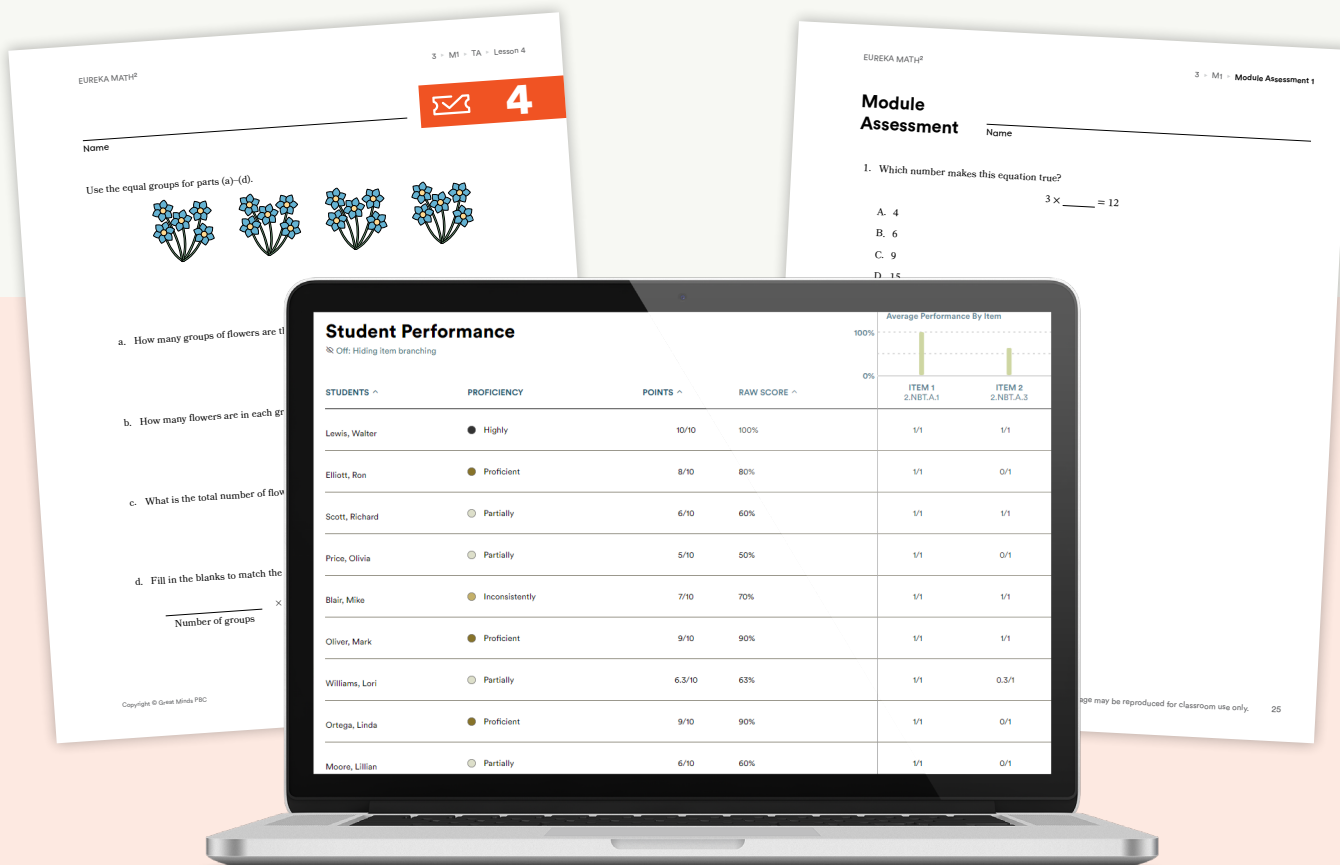 EUREKA MATH²
3 • M1 • TA • Lesson 4
4
Name
Use the equal groups for parts (a)–(d).
a. How many groups of flowers are
b. How many flowers are in each
c. What is the total number of
d. Fill in the blanks to match the
×
Number of groups
Copyright © Great Minds PBC
EUREKA MATH²
3 • M1 • Module Assessment 1
Module
Assessment
Name
1. Which number makes this equation true?
3 × _____ = 12
A. 4
B. 6
C. 9
D. 15
may be reproduced for classroom use only. 25
Student Performance
Off: Hiding item branching
Average Performance By Item
100%
0%
STUDENTS PROFICIENCY POINTS RAW SCORE ITEM 1 ITEM 2
2.NBT.A.1 2.NBT.A.3
Lewis, Walter Highly 10/10 100% 1/1 1/1
Elliott, Ron Proficient 8/10 80% 1/1 0/1
Scott, Richard Partially 6/10 60% 1/1 1/1
Price, Olivia Partially 5/10 50% 1/1 0/1
Blair, Mike Inconsistently 7/10 70% 1/1 1/1
Oliver, Mark Proficient 9/10 90% 1/1 1/1
Williams, Lori Partially 6.3/10 63% 1/1 0.3/1
Ortega, Linda Proficient 9/10 90% 1/1 0/1
Moore, Lillian Partially 6/10 60% 1/1 0/1